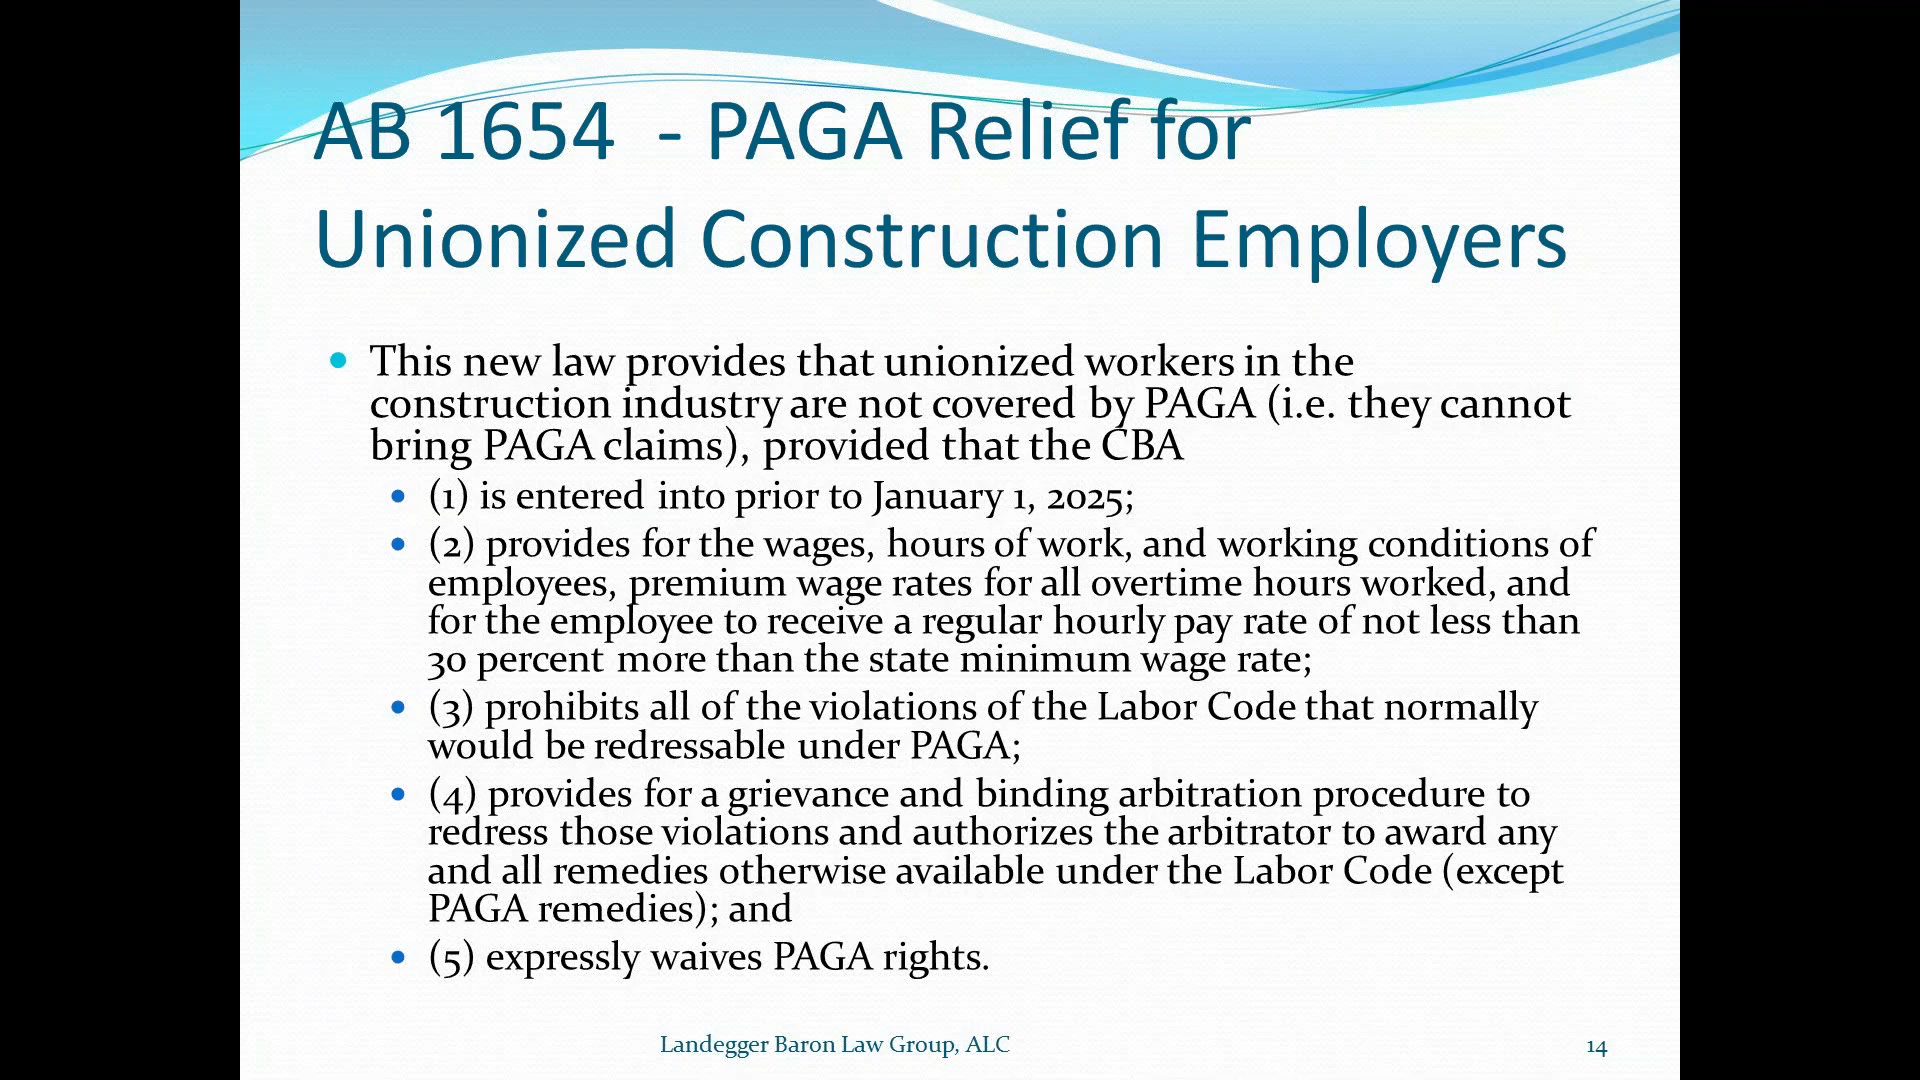 AB 1654  - PAGA Relief for
Unionized Construction Employers
• This new law provides that unionized workers in the
construction industry are not covered by PAGA (i.e. they cannot
bring PAGA claims), provided that the CBA
• (1) is entered into prior to January 1, 2025;
• (2) provides for the wages, hours of work, and working conditions of
employees, premium wage rates for all overtime hours worked, and
for the employee to receive a regular hourly pay rate of not less than
30 percent more than the state minimum wage rate;
• (3) prohibits all of the violations of the Labor Code that normally
would be redressable under PAGA;
• (4) provides for a grievance and binding arbitration procedure to
redress those violations and authorizes the arbitrator to award any
and all remedies otherwise available under the Labor Code (except
PAGA remedies); and
• (5) expressly waives PAGA rights.
Landegger Baron Law Group, ALC
14